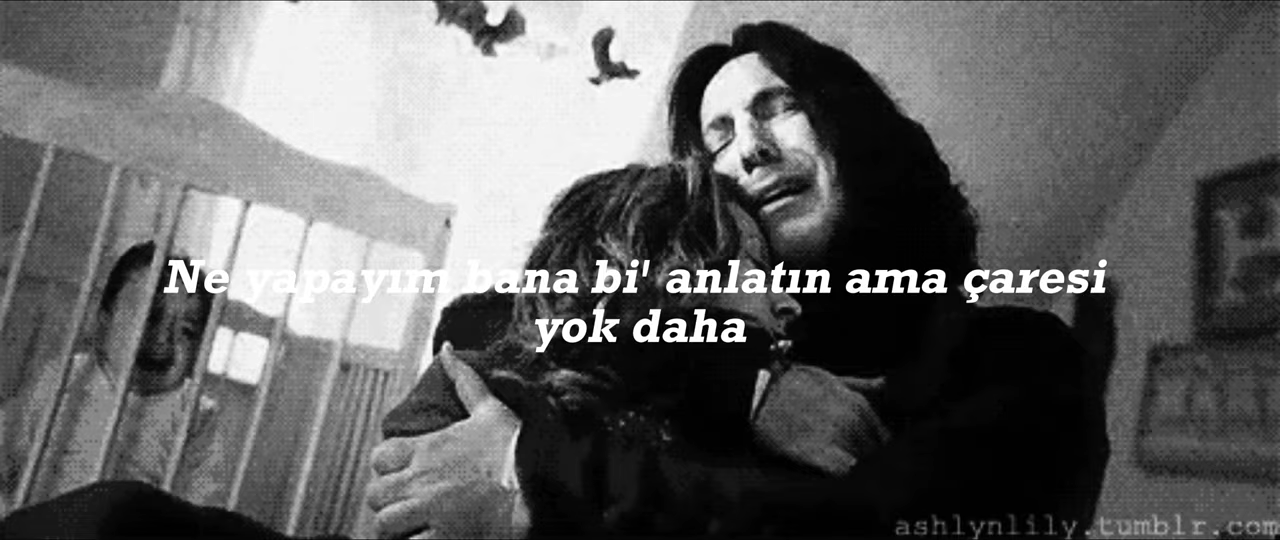 Ne yapayım bana bi' anlatın ama çaresi
yok daha
ashlynlily.tumblr.com